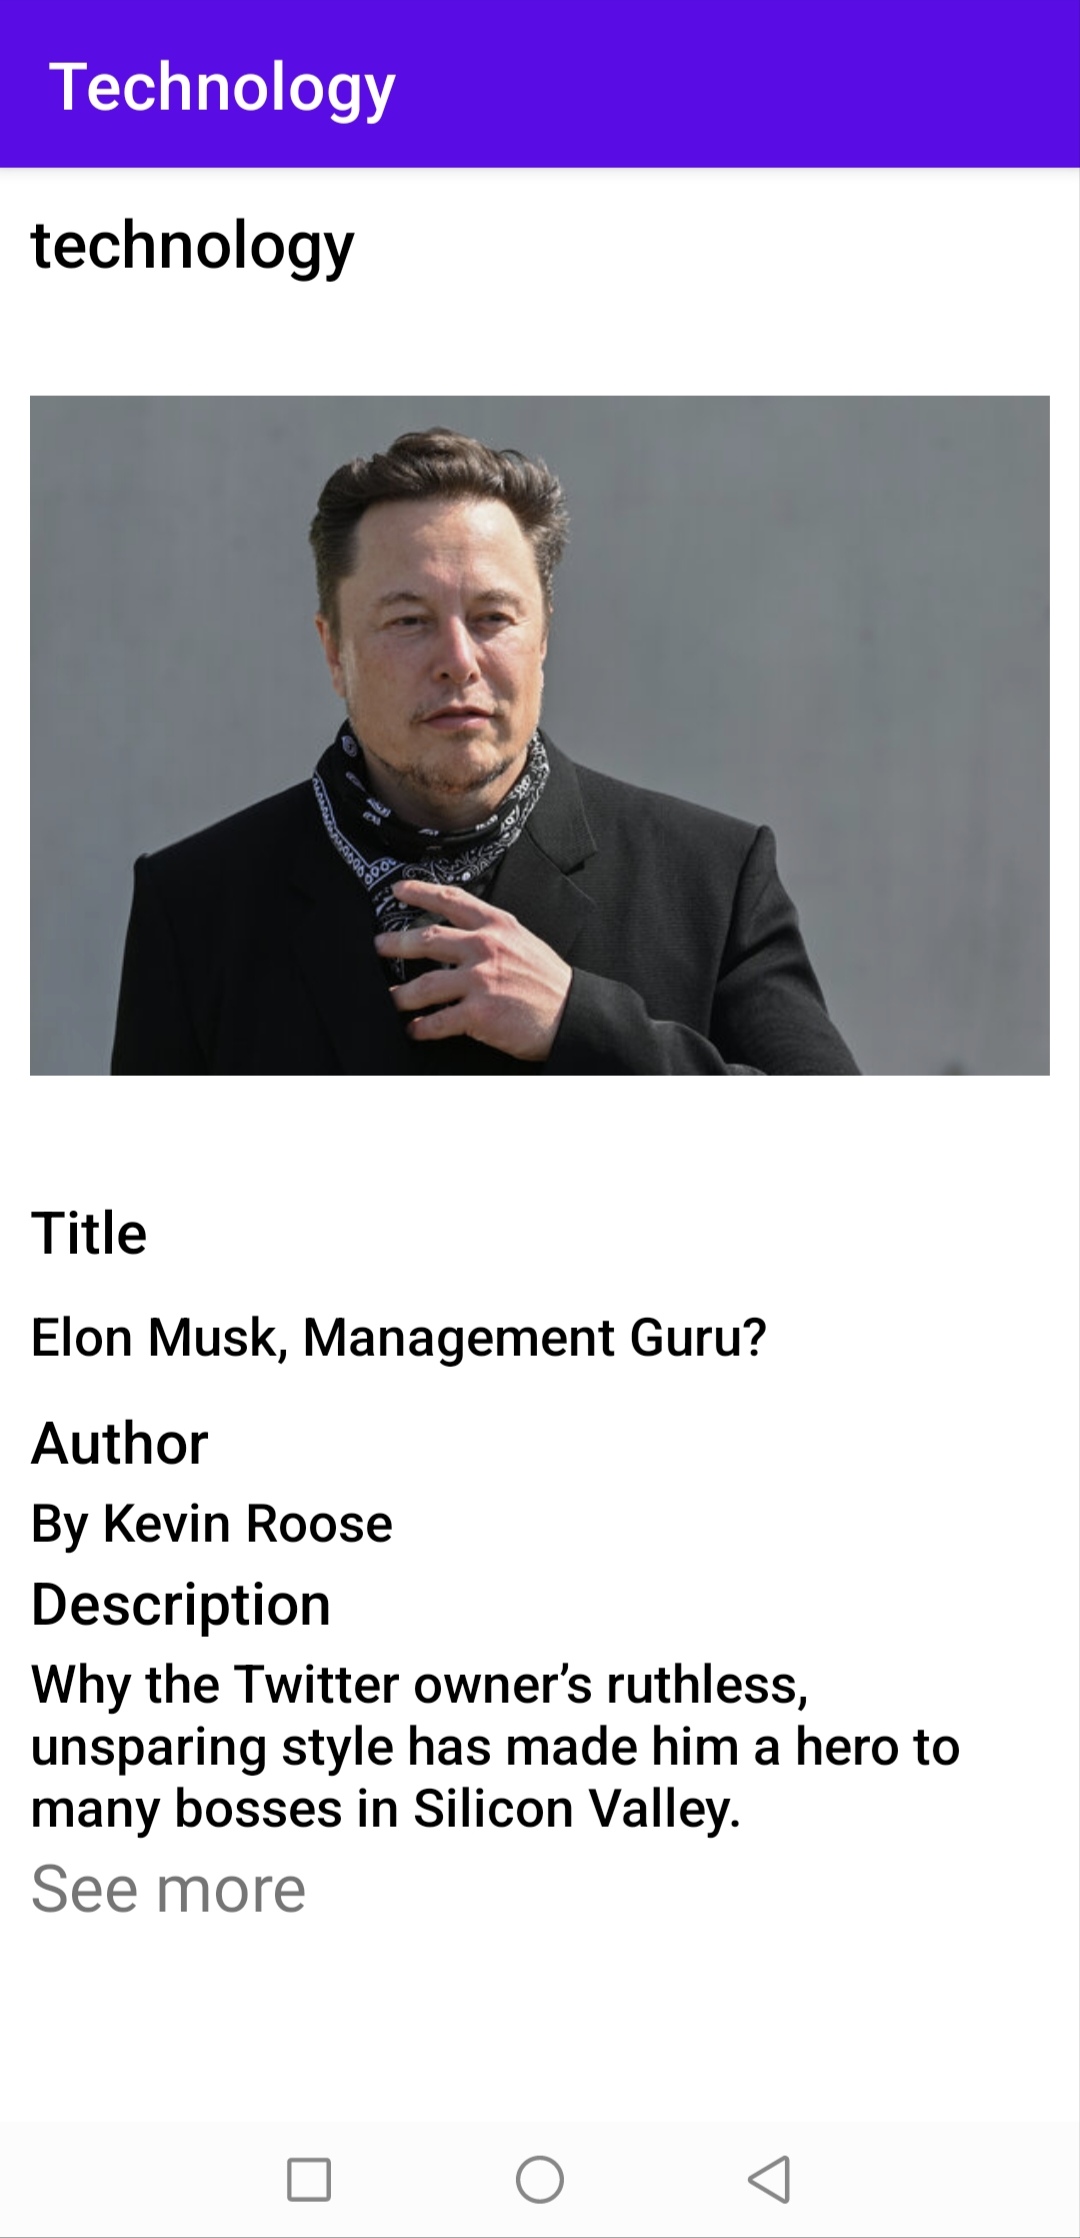 Technology
technology
Title
Elon Musk, Management Guru?
Author
By Kevin Roose
Description
Why the Twitter owner’s ruthless,
unsparing style has made him a hero to
many bosses in Silicon Valley.
See more